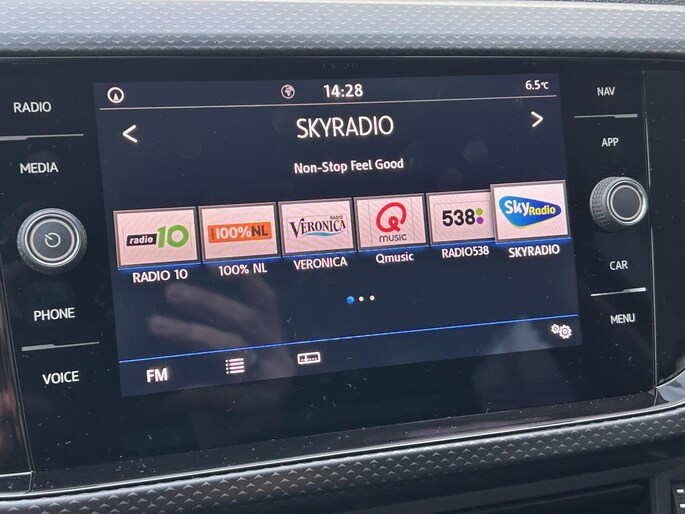 RADIO
MEDIA
PHONE
VOICE
14:28
6.5°C
SKYRADIO
Non-Stop Feel Good
radio 10
100%NL
RADIO
VERONICA
Q
MUSIC
538
Sky Radio
RADIO 10
100% NL
VERONICA
Qmusic
RADIO538
SKYRADIO
FM
NAV
APP
CAR
MENU